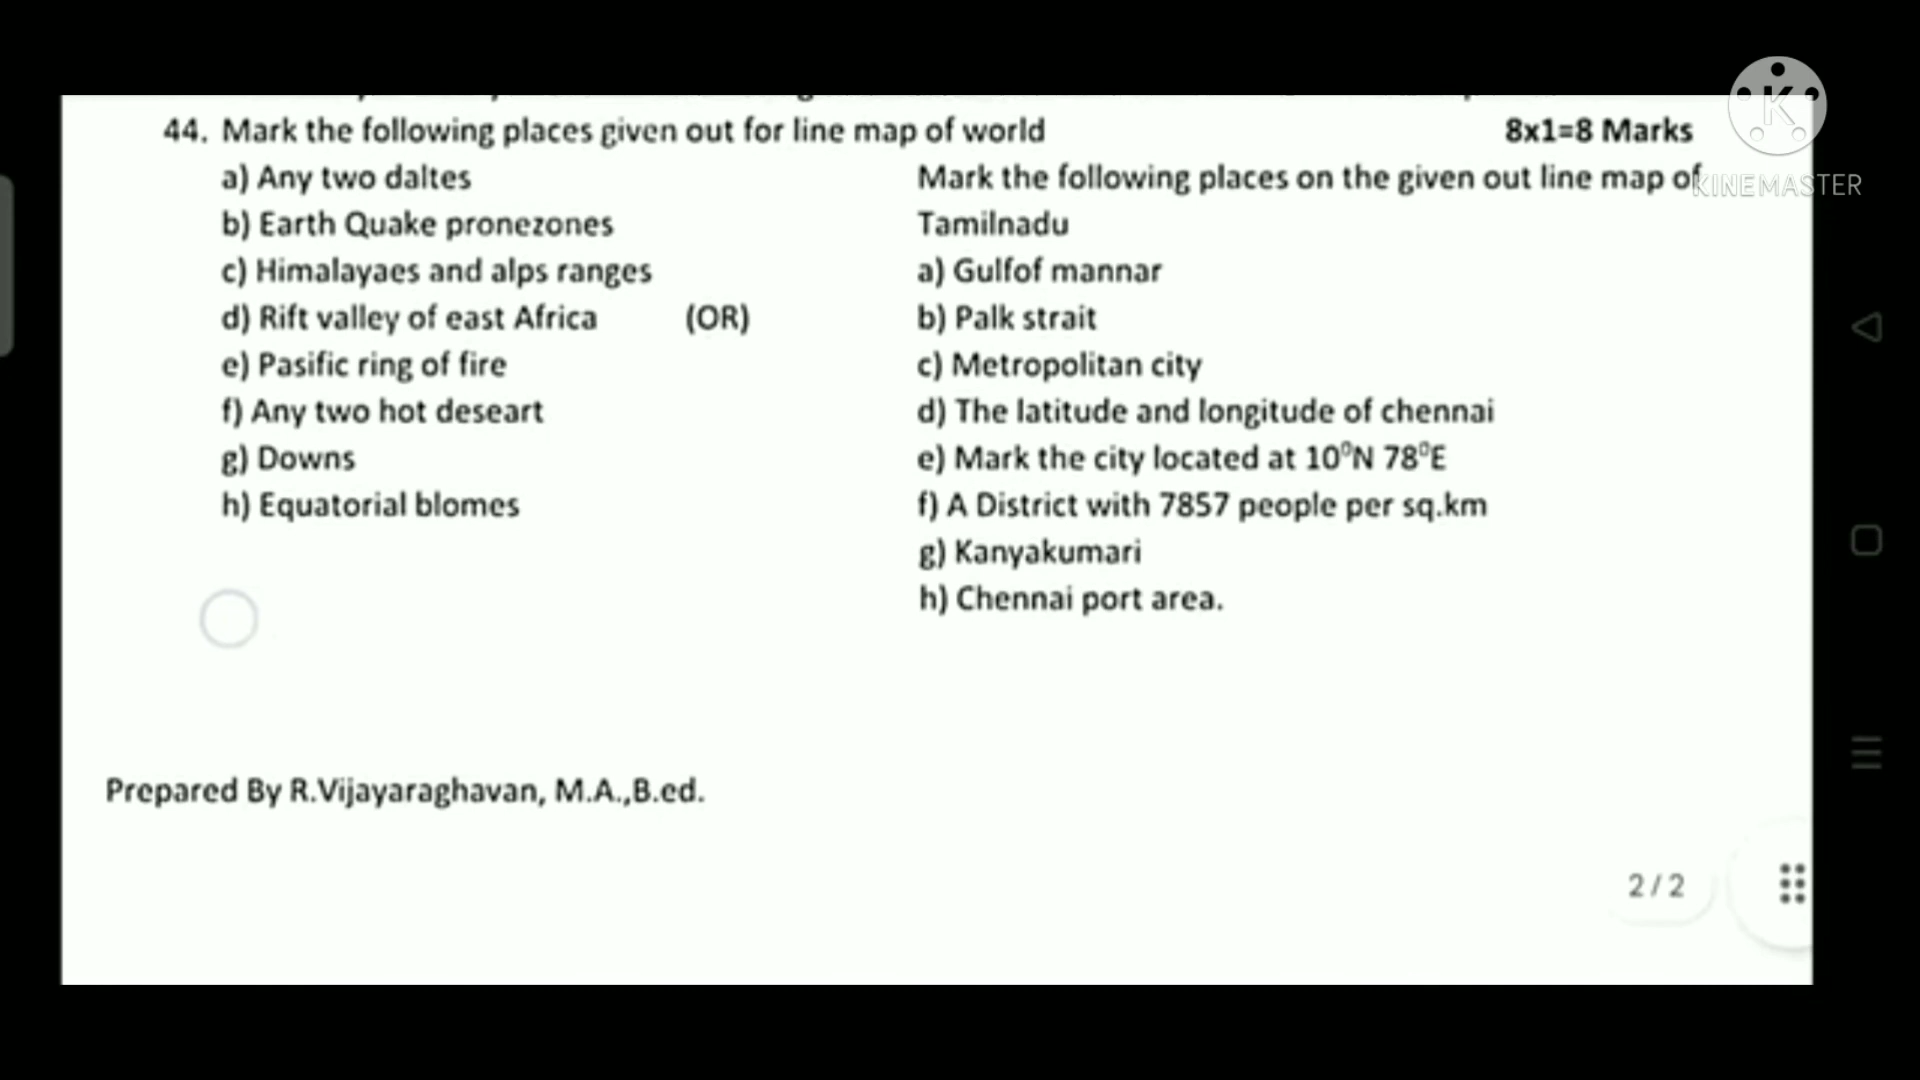 44. Mark the following places given out for line map of world 8x1=8 Marks
a) Any two daltes
b) Earth Quake pronezones
c) Himalayaes and alps ranges
d) Rift valley of east Africa (OR)
e) Pasific ring of fire
f) Any two hot deseart
g) Downs
h) Equatorial blomes
Mark the following places on the given out line map of
Tamilnadu
a) Gulfof mannar
b) Palk strait
c) Metropolitan city
d) The latitude and longitude of chennai
e) Mark the city located at 10⁰N 78⁰E
f) A District with 7857 people per sq.km
g) Kanyakumari
h) Chennai port area.
Prepared By R.Vijayaraghavan, M.A.,B.ed.
2 / 2
K
KINEMASTER